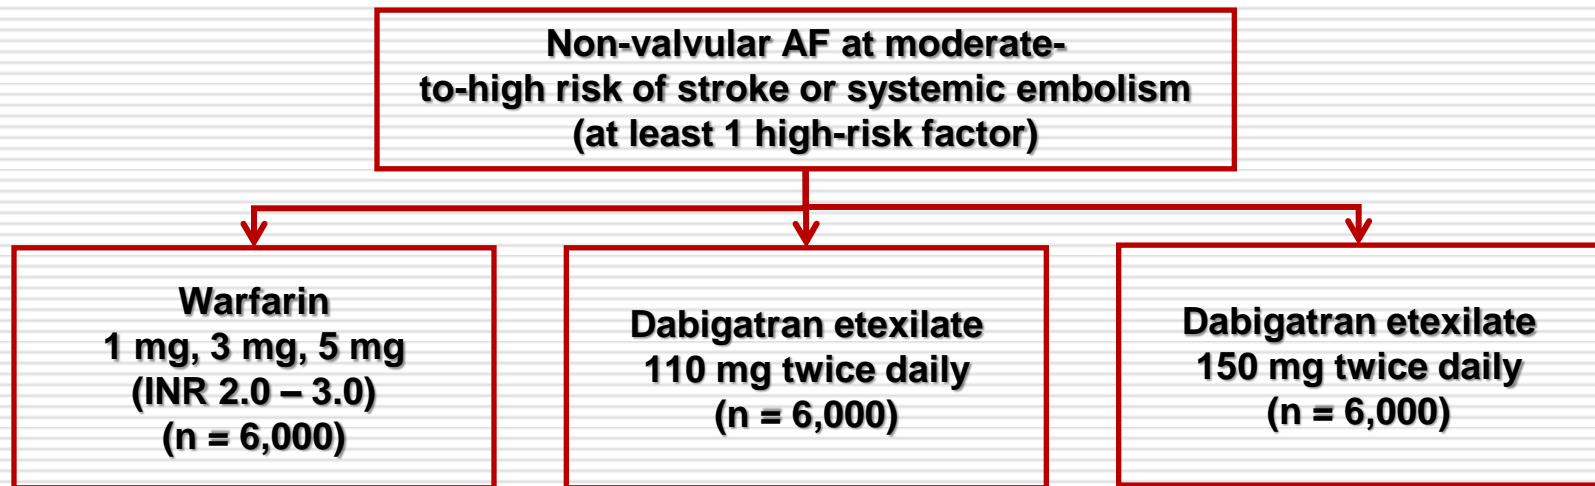 Non-valvular AF at moderate-
to-high risk of stroke or systemic embolism
(at least 1 high-risk factor)
Warfarin
1 mg, 3 mg, 5 mg
(INR 2.0 – 3.0)
(n = 6,000)
Dabigatran etexilate
110 mg twice daily
(n = 6,000)
Dabigatran etexilate
150 mg twice daily
(n = 6,000)